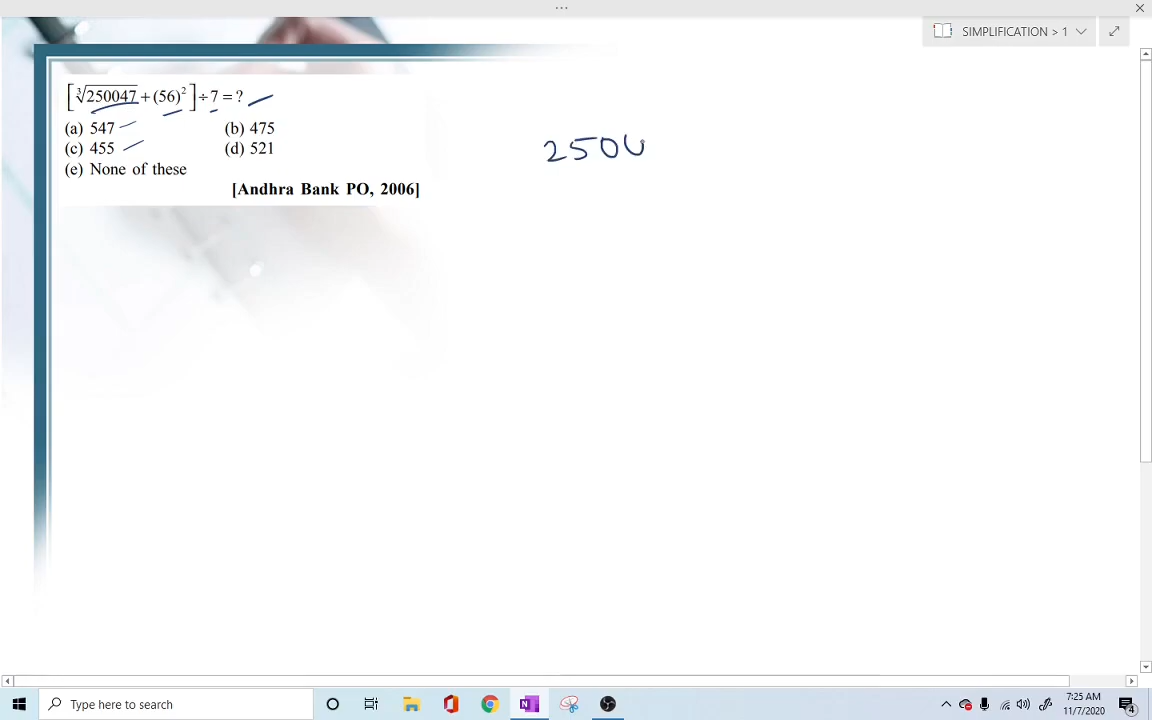 SIMPLIFICATION > 1
[∛250047 + (56)² ] ÷ 7 = ?
(a) 547 (b) 475
(c) 455 (d) 521
(e) None of these
[Andhra Bank PO, 2006]
2500
Type here to search
7:25 AM
11/7/2020
4